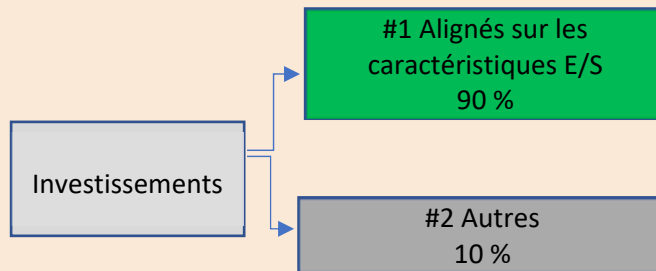 #1 Alignés sur les
caractéristiques E/S
90 %
Investissements
#2 Autres
10 %